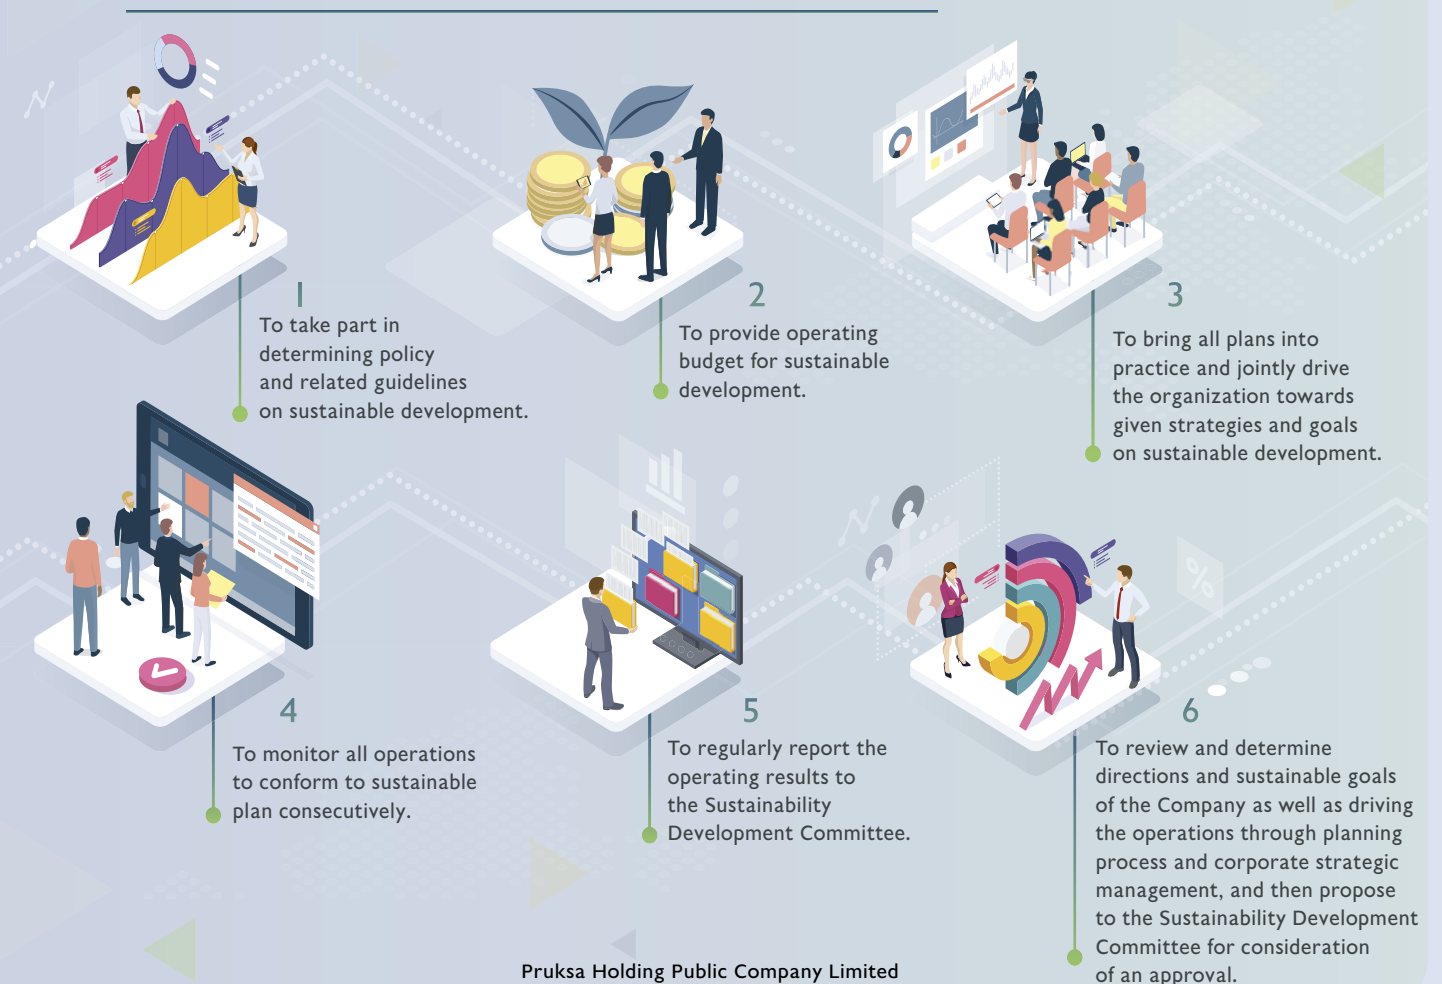 1
To take part in
determining policy
and related guidelines
on sustainable development.
2
To provide operating
budget for sustainable
development.
3
To bring all plans into
practice and jointly drive
the organization towards
given strategies and goals
on sustainable development.
4
To monitor all operations
to conform to sustainable
plan consecutively.
5
To regularly report the
operating results to
the Sustainability
Development Committee.
6
To review and determine
directions and sustainable goals
of the Company as well as driving
the operations through planning
process and corporate strategic
management, and then propose
to the Sustainability Development
Committee for consideration
of an approval.
%
Pruksa Holding Public Company Limited